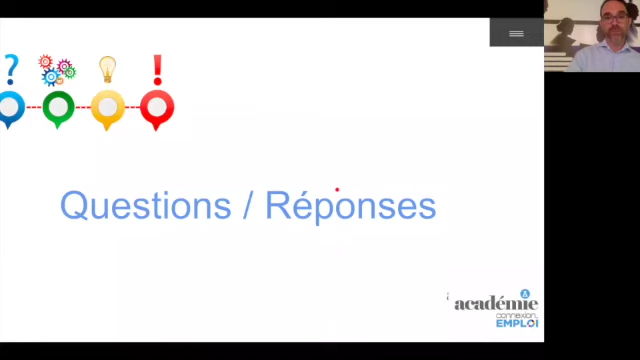 ?
!
Questions / Réponses
académie
connexion
EMPLOI